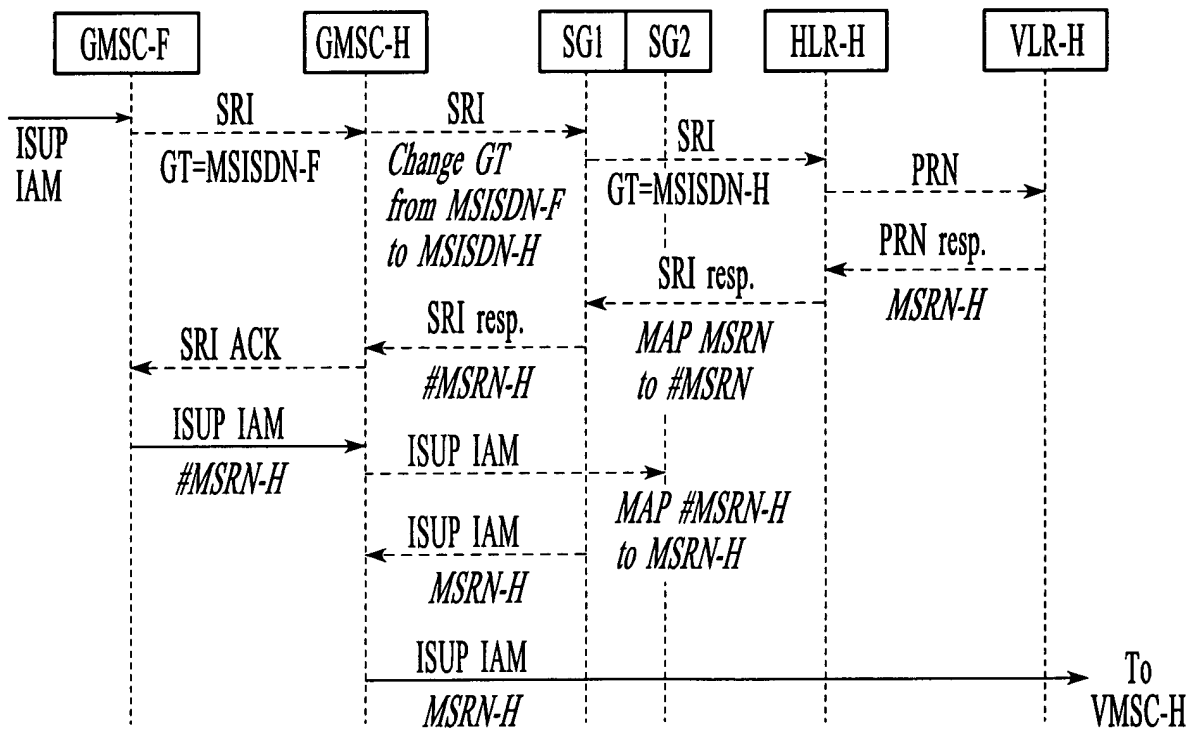 GMSC-F
GMSC-H
SG1
SG2
HLR-H
VLR-H
ISUP
IAM
SRI
GT=MSISDN-F
SRI
Change GT
from MSISDN-F
to MSISDN-H
SRI
GT=MSISDN-H
PRN
PRN resp.
MSRN-H
SRI resp.
MAP MSRN
to #MSRN
SRI resp.
#MSRN-H
SRI ACK
ISUP IAM
#MSRN-H
ISUP IAM
MAP #MSRN-H
to MSRN-H
ISUP IAM
MSRN-H
ISUP IAM
MSRN-H
To
VMSC-H